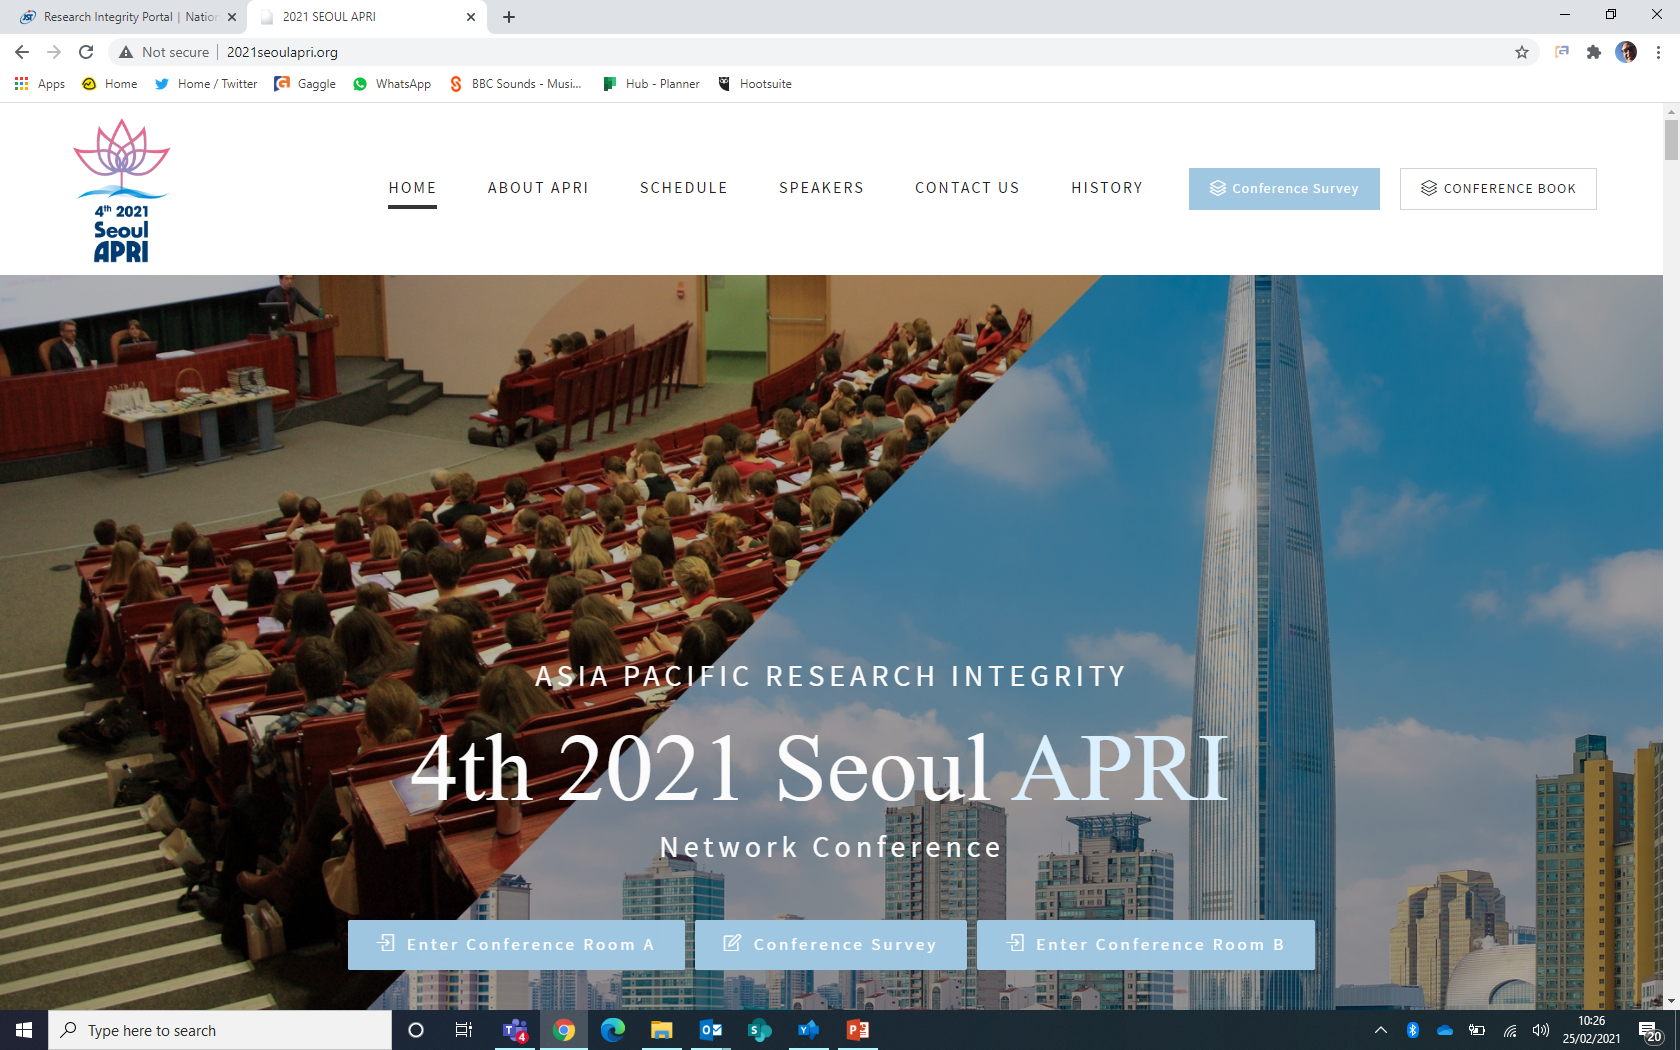 Research Integrity Portal | Nation
2021 SEOUL APRI
Not secure
2021seoulapri.org
Apps
Home
Home / Twitter
Gaggle
WhatsApp
BBC Sounds - Musi...
Hub - Planner
Hootsuite
4th 2021
Seoul
APRI
HOME
ABOUT APRI
SCHEDULE
SPEAKERS
CONTACT US
HISTORY
Conference Survey
CONFERENCE BOOK
ASIA PACIFIC RESEARCH INTEGRITY
4th 2021 Seoul APRI
Network Conference
Enter Conference Room A
Conference Survey
Enter Conference Room B
Type here to search
4
10:26
25/02/2021
20